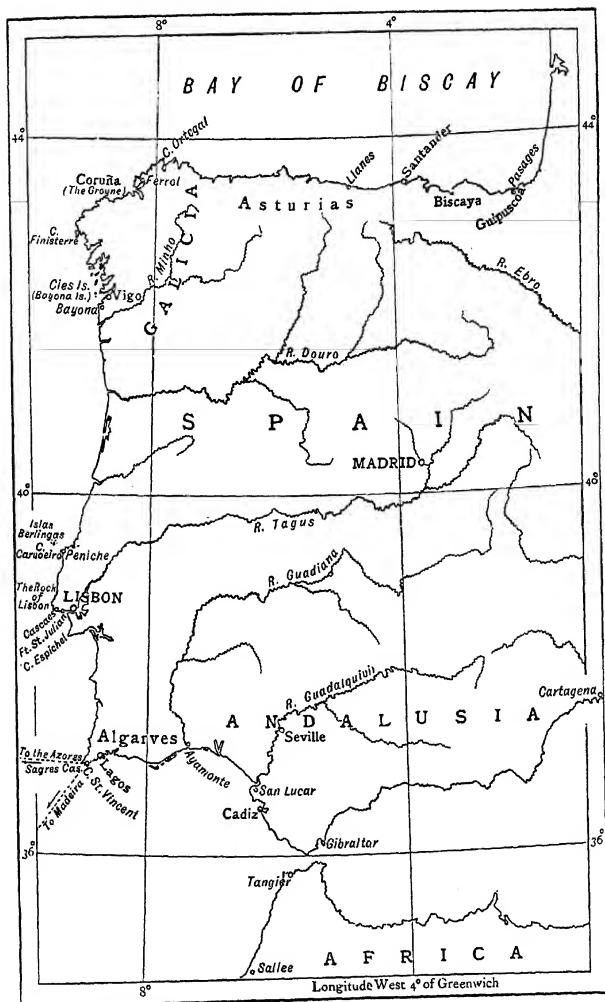 8°
4°
BAY OF BISCAY
44°
44°
C. Ortegal
Coruña
(The Groyne)
Ferrol
Llanes
Santander
Pasages
Asturias
Biscaya
Guipuscoa
C.
Finisterre
GALICIA
R. Minho
R. Ebro
Cies Is.
(Bayona Is.)
Vigo
Bayona
R. Douro
SPAIN
MADRID
40°
40°
R. Tagus
Islas
Berlingas
C.
Carvoeiro
Peniche
R. Guadiana
The Rock
of
Lisbon
LISBON
Cascaes
Ft. St. Julian
C. Espichel
R. Guadalquivir
Cartagena
ANDALUSIA
Seville
Algarves
To the Azores
Sagres Cas.
Lagos
C. St. Vincent
To Madeira
Ayamonte
San Lucar
Cadiz
Gibraltar
36°
36°
Tangier
AFRICA
Sallee
8°
Longitude West 4° of Greenwich